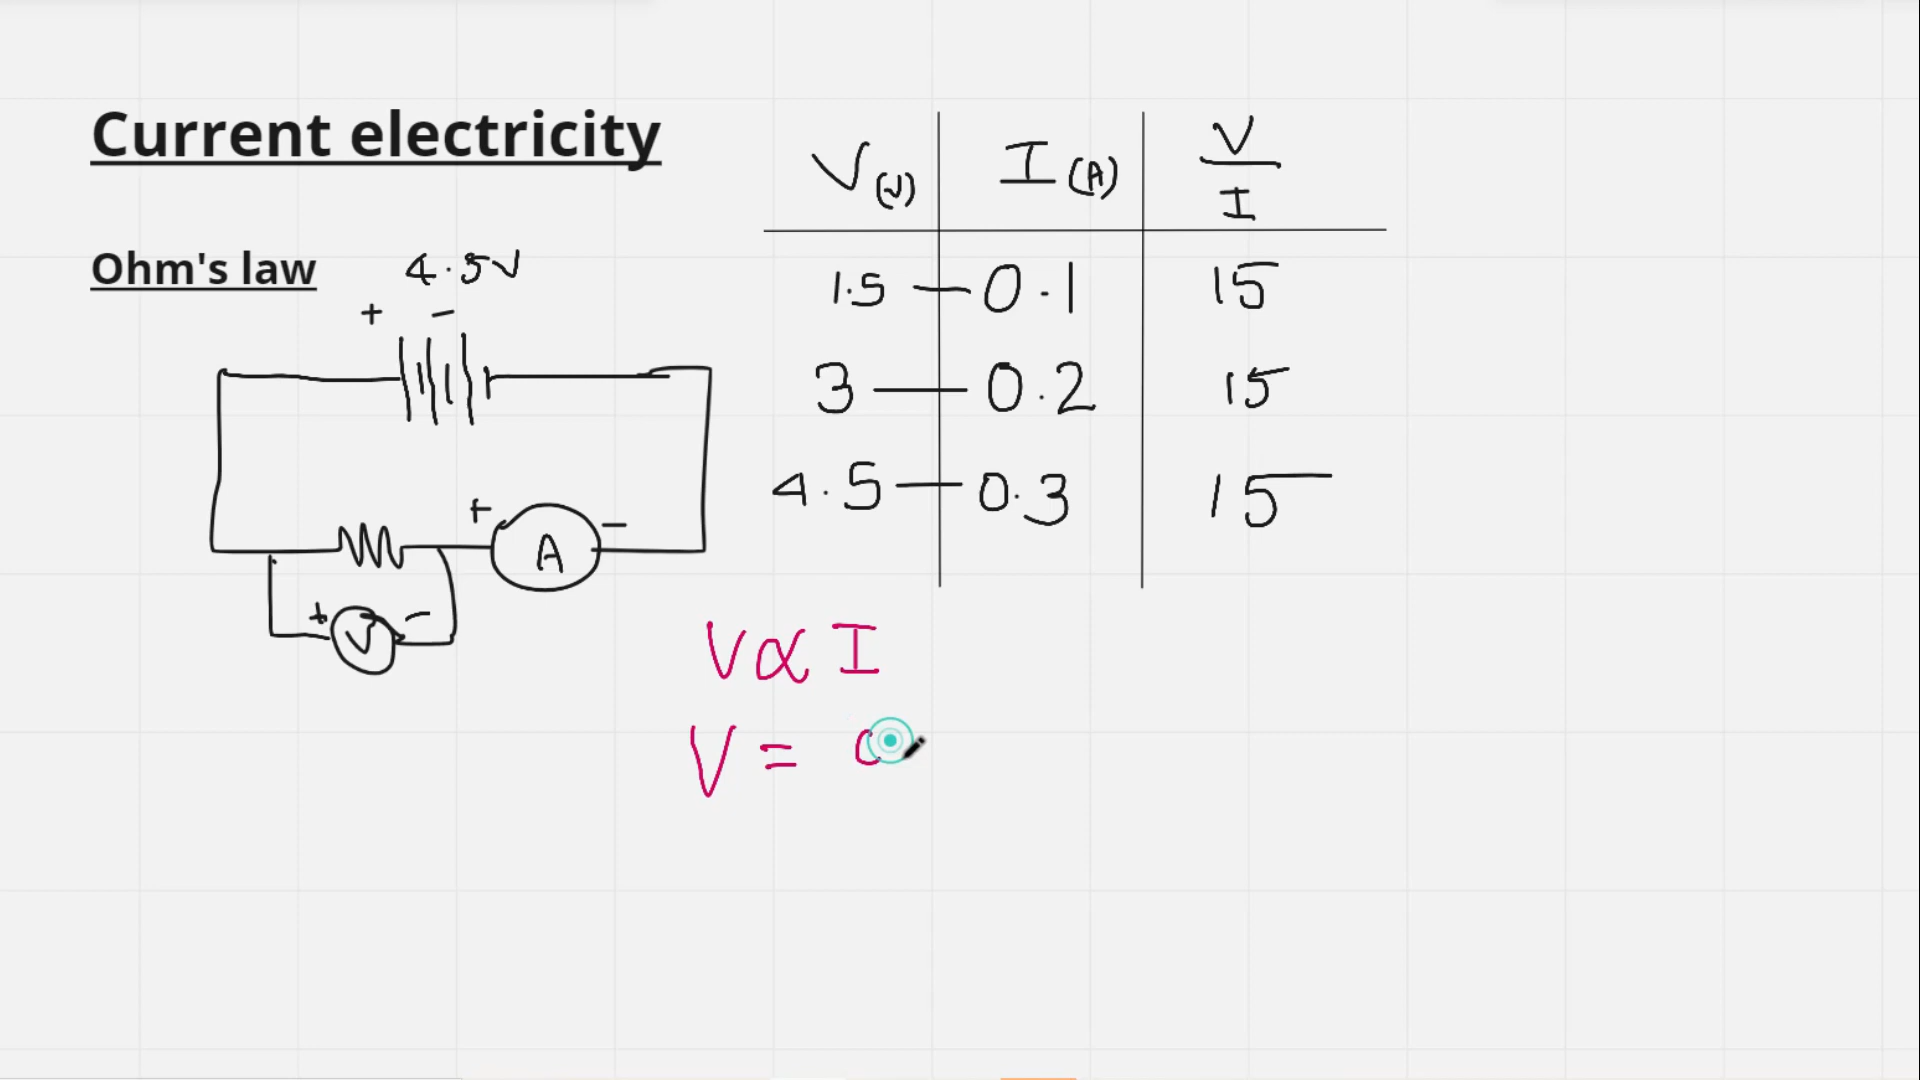 Current electricity
Ohm's law
4.5V
+ -
+ -
A
+ -
V
V(V) I(A) V/I
1.5 — 0.1 15
3 — 0.2 15
4.5 — 0.3 15
V∝ I
V =